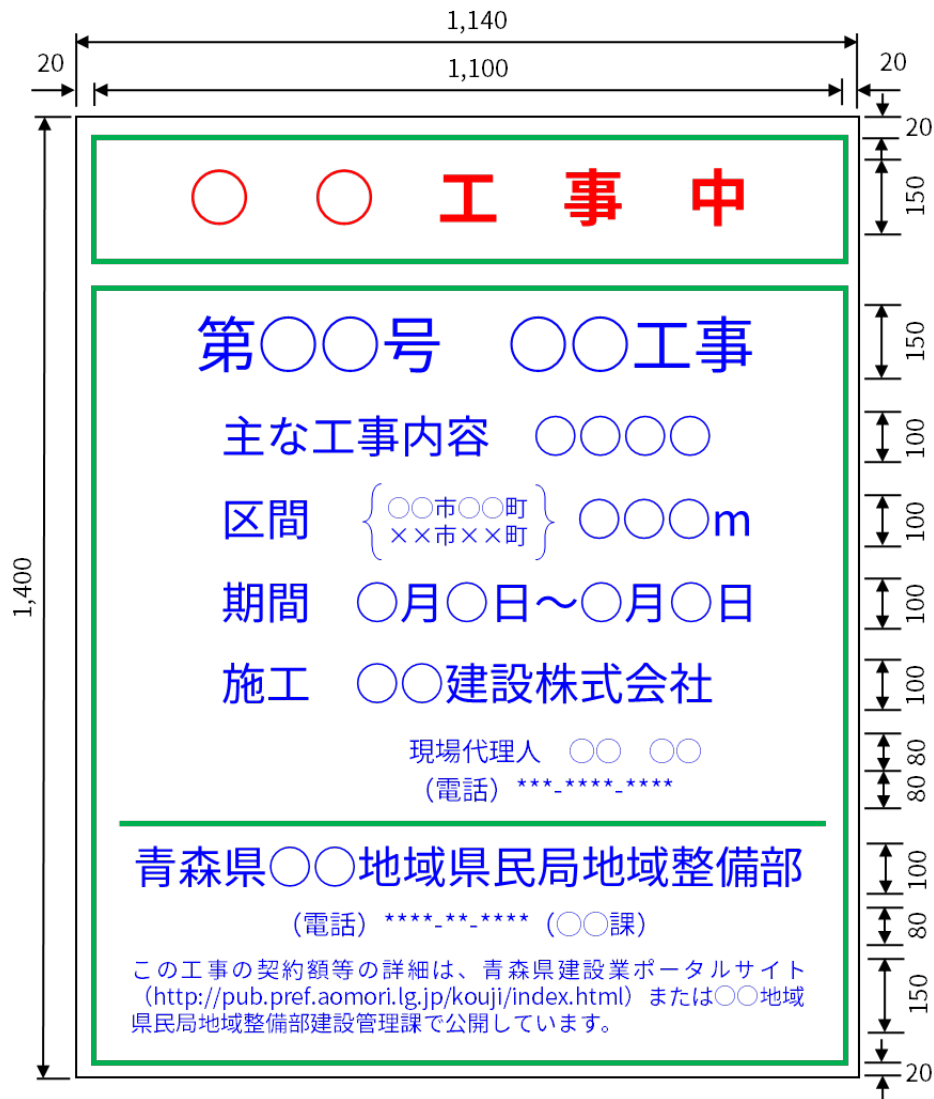 1,140
20
1,100
20
20
○ ○ 工 事 中
150
第○○号 ○○工事
150
主な工事内容 ○○○○
100
区間 { ○○市○○町
××市××町 } ○○○m
100
1,400
期間 ○月○日～○月○日
100
施工 ○○建設株式会社
100
現場代理人 ○○ ○○
80
（電話）***-****-****
80
青森県○○地域県民局地域整備部
100
（電話）****-**-****（○○課）
80
この工事の契約額等の詳細は、青森県建設業ポータルサイト
（http://pub.pref.aomori.lg.jp/kouji/index.html）または○○地域
県民局地域整備部建設管理課で公開しています。
150
20